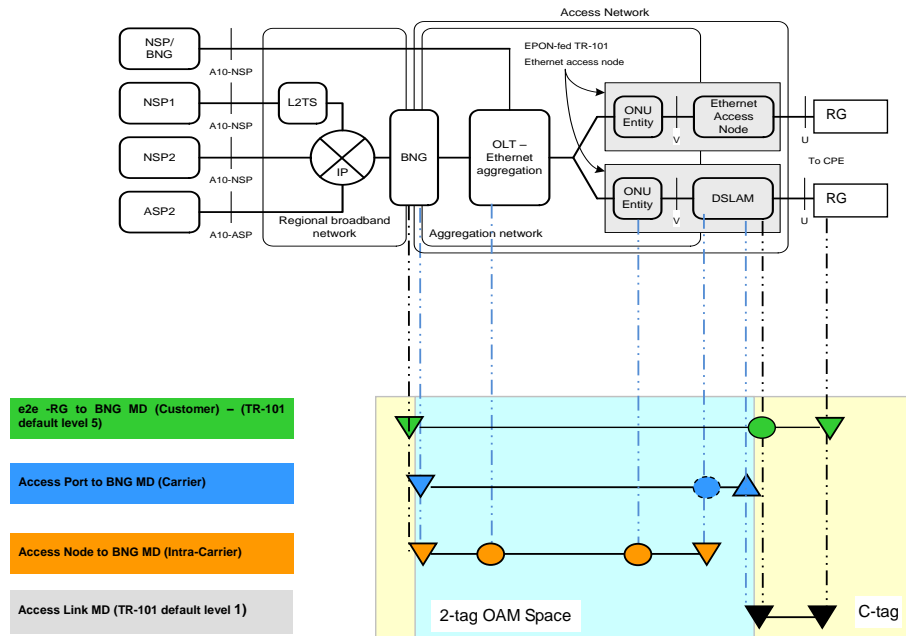 Access Network
NSP/
BNG
A10-NSP
EPON-fed TR-101
Ethernet access node
NSP1
A10-NSP
L2TS
ONU
Entity
V
Ethernet
Access
Node
U
RG
NSP2
A10-NSP
IP
BNG
OLT –
Ethernet
aggregation
To CPE
ASP2
A10-ASP
Regional broadband
network
Aggregation network
ONU
Entity
V
DSLAM
U
RG
e2e -RG to BNG MD (Customer) – (TR-101
default level 5)
Access Port to BNG MD (Carrier)
Access Node to BNG MD (Intra-Carrier)
Access Link MD (TR-101 default level 1)
2-tag OAM Space
C-tag